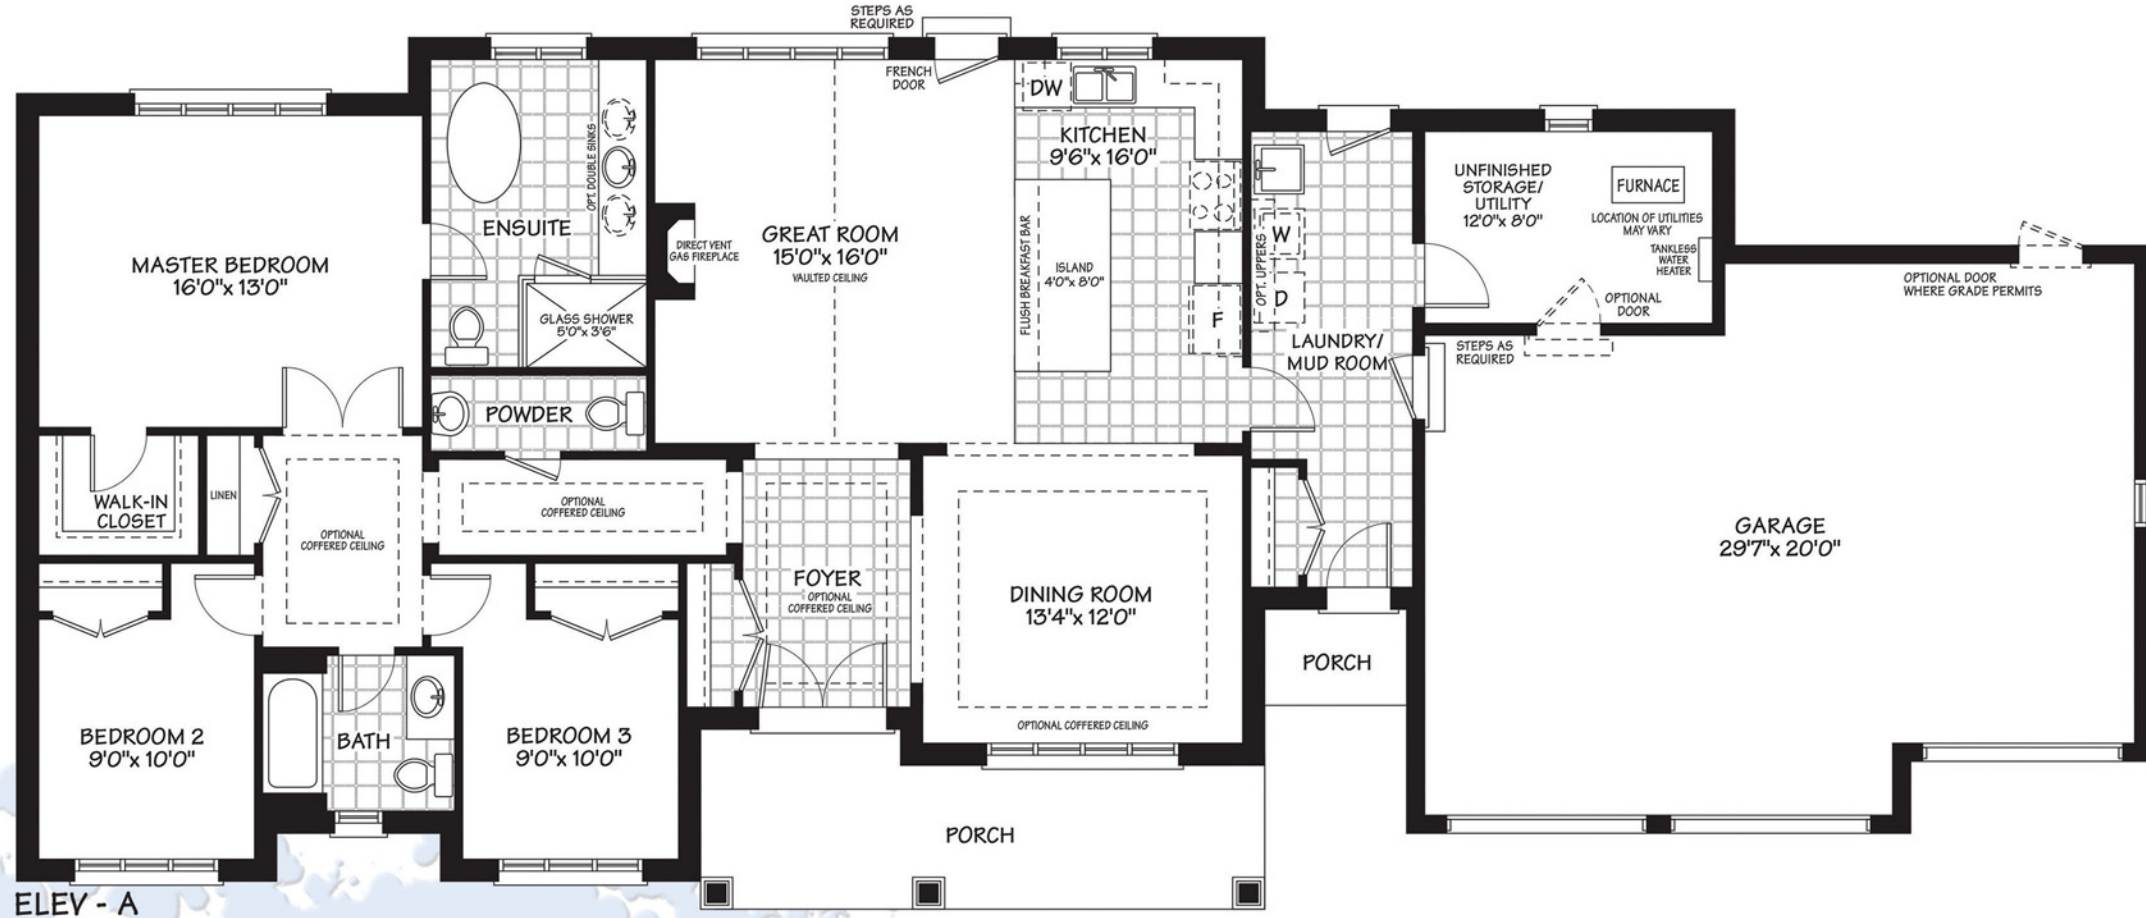 STEPS AS
REQUIRED
FRENCH
DOOR
DW
KITCHEN
9'6"x 16'0"
OPT. DOUBLE SINKS
ENSUITE
MASTER BEDROOM
16'0"x 13'0"
DIRECT VENT
GAS FIREPLACE
GREAT ROOM
15'0"x 16'0"
VAULTED CEILING
FLUSH BREAKFAST BAR
ISLAND
4'0"x 8'0"
F
OPT. UPPERS
W
D
LAUNDRY/
MUD ROOM
UNFINISHED
STORAGE/
UTILITY
12'0"x 8'0"
FURNACE
LOCATION OF UTILITIES
MAY VARY
TANKLESS
WATER
HEATER
OPTIONAL
DOOR
STEPS AS
REQUIRED
OPTIONAL DOOR
WHERE GRADE PERMITS
GLASS SHOWER
5'0"x 3'6"
POWDER
WALK-IN
CLOSET
LINEN
OPTIONAL
COFFERED CEILING
OPTIONAL
COFFERED CEILING
FOYER
OPTIONAL
COFFERED CEILING
DINING ROOM
13'4"x 12'0"
OPTIONAL COFFERED CEILING
GARAGE
29'7"x 20'0"
PORCH
BEDROOM 2
9'0"x 10'0"
BATH
BEDROOM 3
9'0"x 10'0"
PORCH
ELEV - A